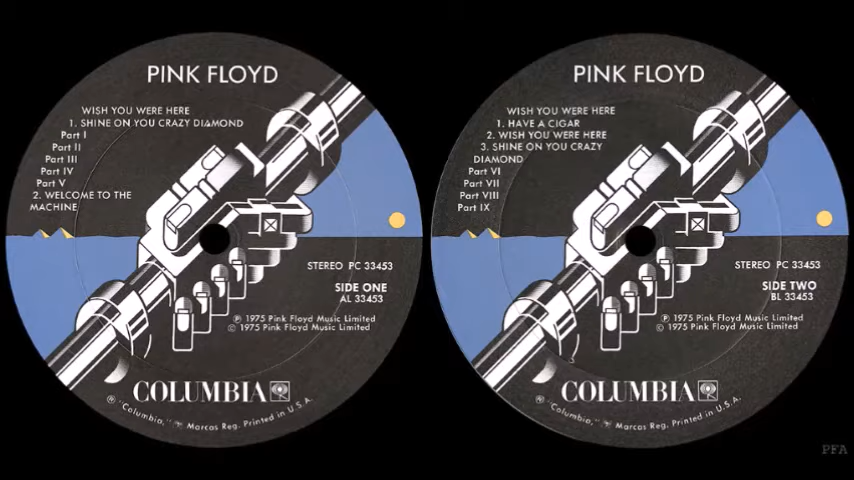 PINK FLOYD
WISH YOU WERE HERE
1. SHINE ON YOU CRAZY DIAMOND
Part I
Part II
Part III
Part IV
Part V
2. WELCOME TO THE
MACHINE
STEREO PC 33453
SIDE ONE
AL 33453
Ⓟ 1975 Pink Floyd Music Limited
© 1975 Pink Floyd Music Limited
COLUMBIA
® "Columbia," Marcas Reg. Printed in U.S.A.
PINK FLOYD
WISH YOU WERE HERE
1. HAVE A CIGAR
2. WISH YOU WERE HERE
3. SHINE ON YOU CRAZY
DIAMOND
Part VI
Part VII
Part VIII
Part IX
STEREO PC 33453
SIDE TWO
BL 33453
Ⓟ 1975 Pink Floyd Music Limited
© 1975 Pink Floyd Music Limited
COLUMBIA
® "Columbia," Marcas Reg. Printed in U.S.A.
PFA